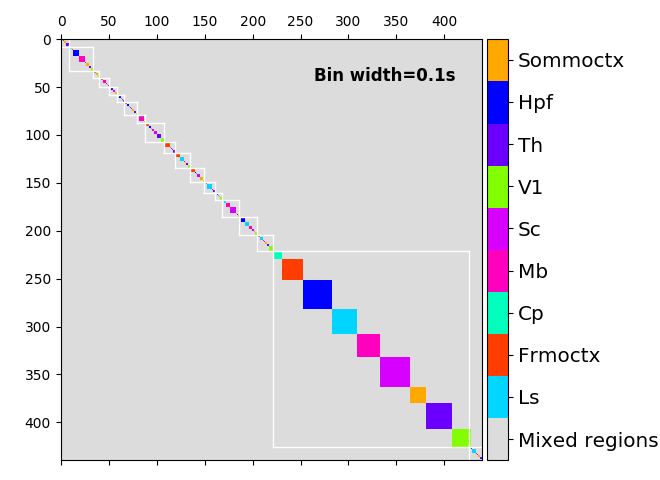 0 50 100 150 200 250 300 350 400
0
50
100
150
200
250
300
350
400
Bin width=0.1s
Sommoctx
Hpf
Th
V1
Sc
Mb
Cp
Frmoctx
Ls
Mixed regions